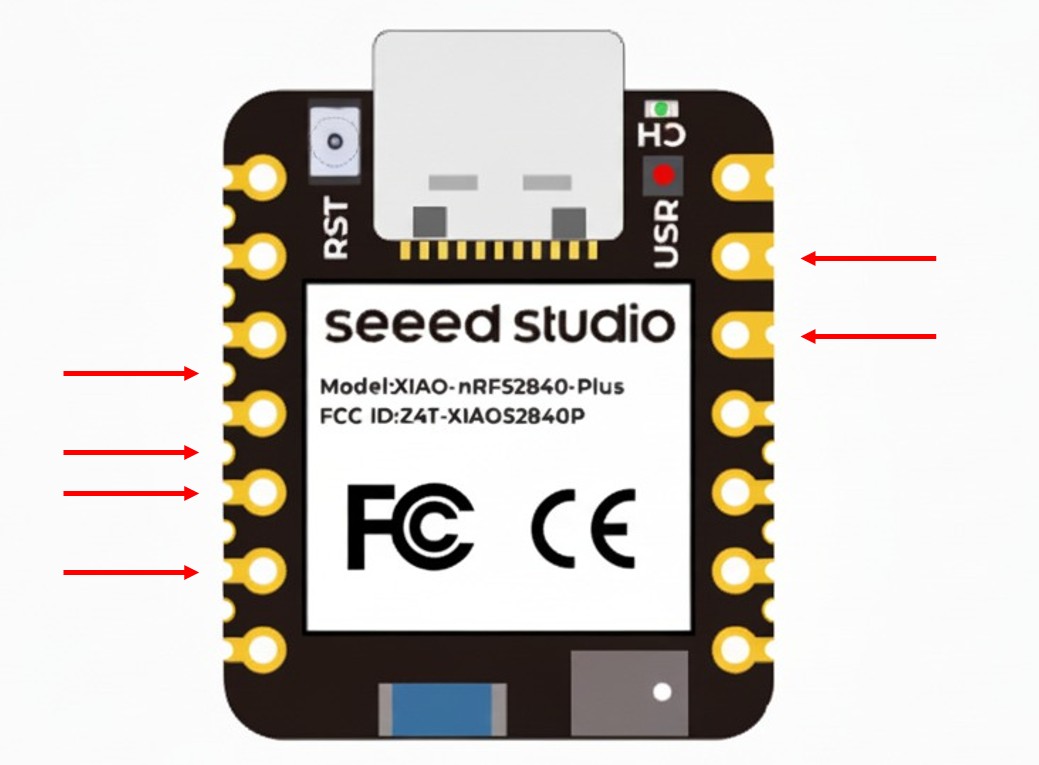 CH
RST
USR
seeed studio
Model:XIAO-nRF52840-Plus
FCC ID:Z4T-XIAOS2840P
FC CE